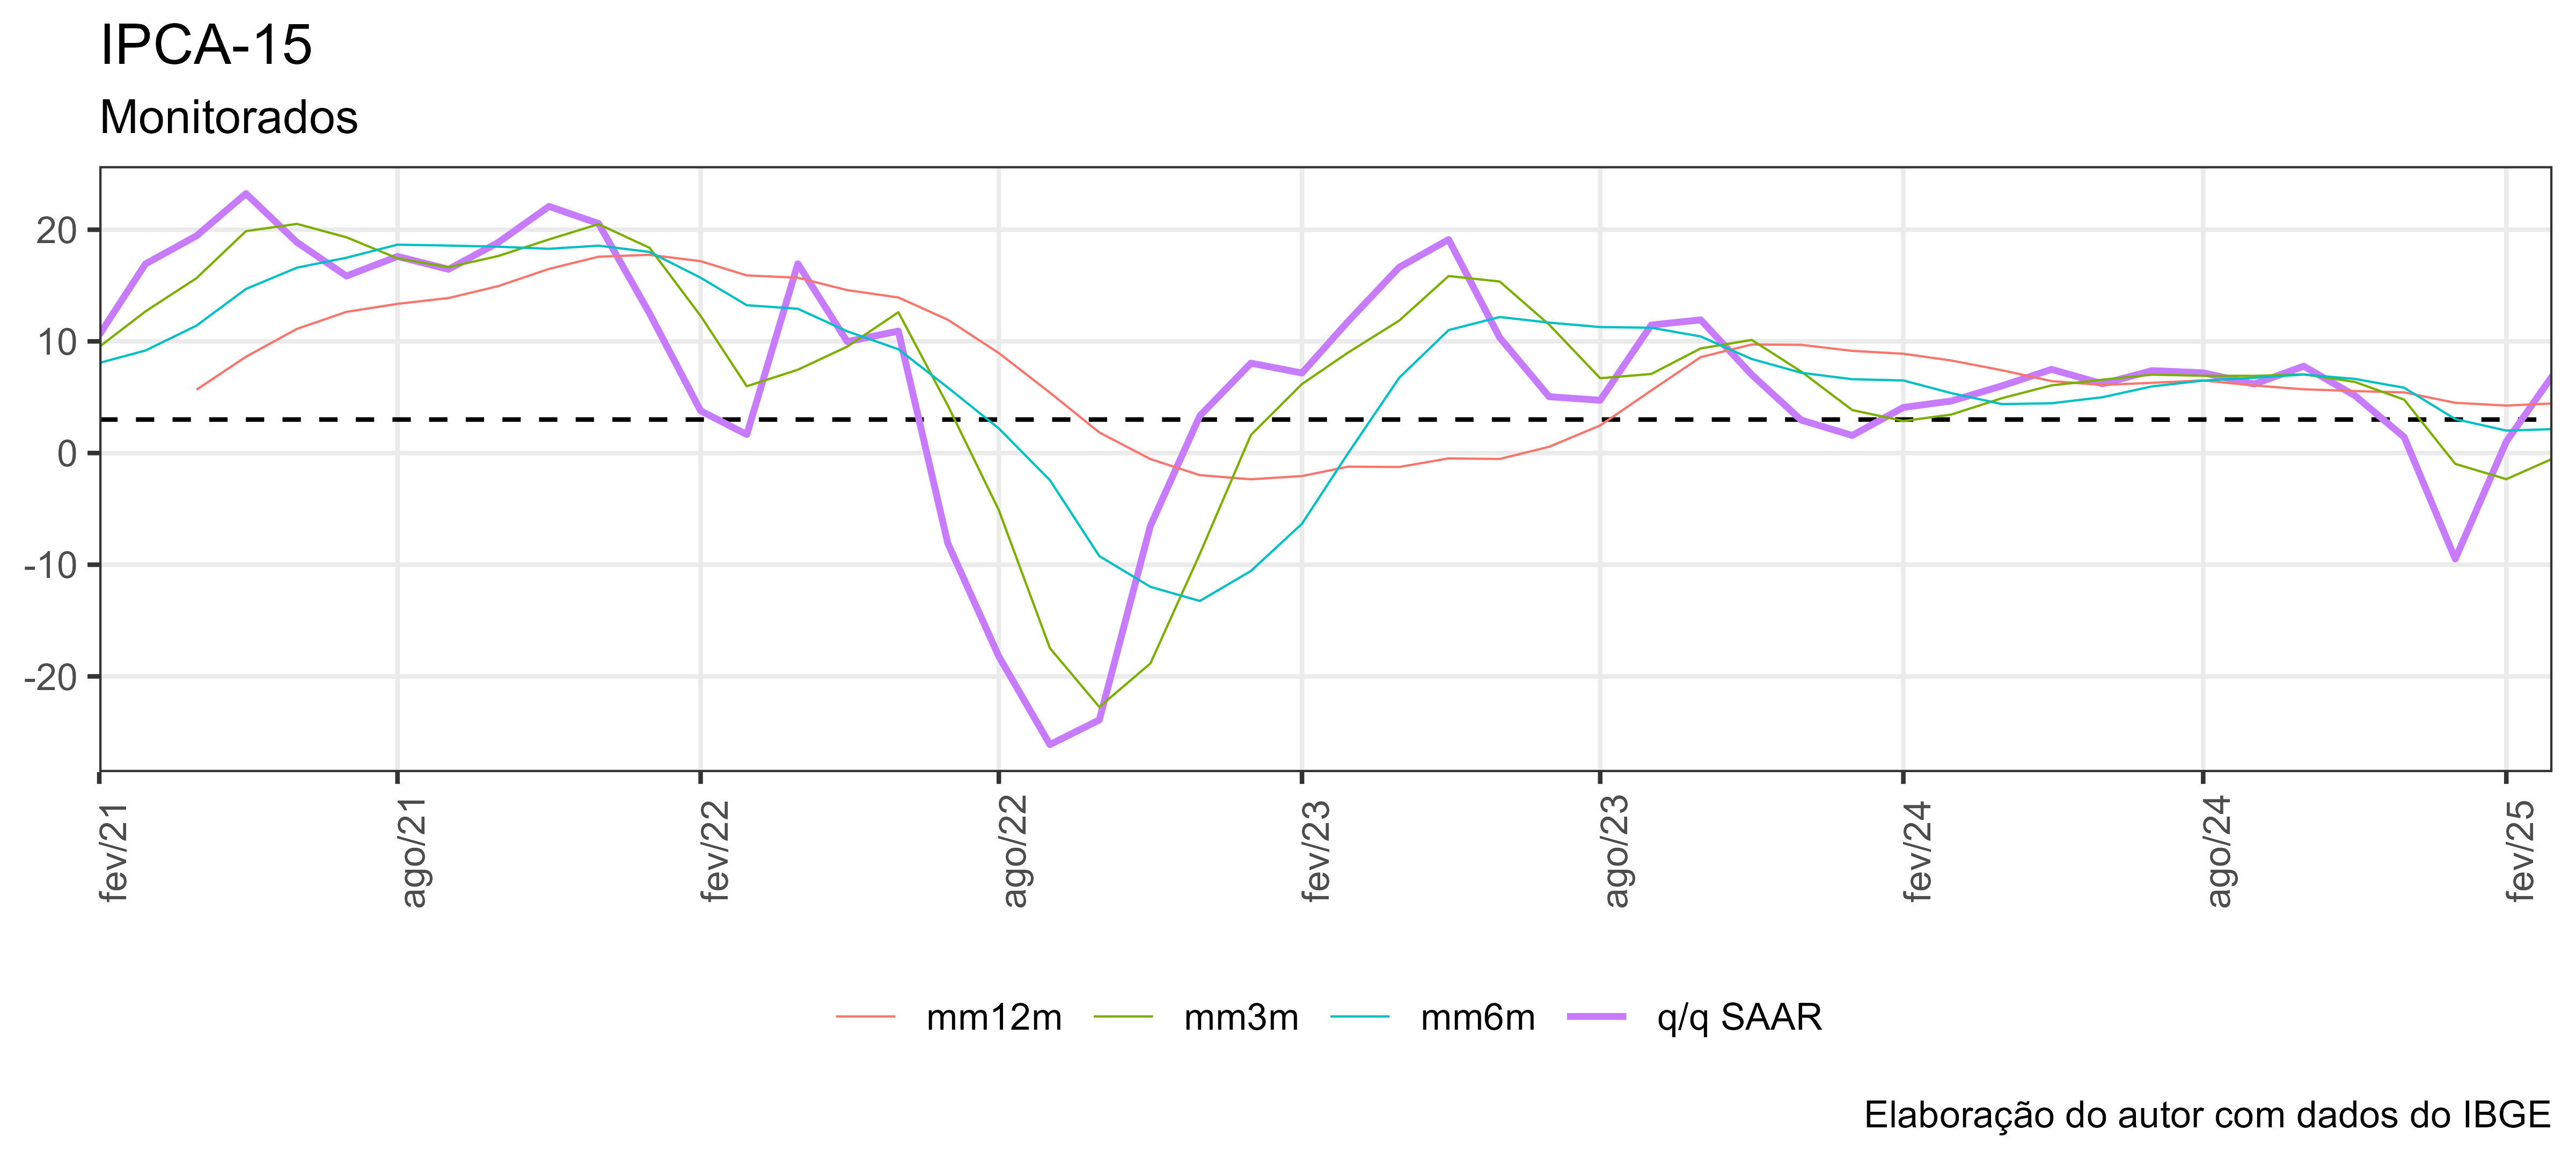 IPCA-15
Monitorados
20
10
0
-10
-20
fev/21
ago/21
fev/22
ago/22
fev/23
ago/23
fev/24
ago/24
fev/25
mm12m
mm3m
mm6m
q/q SAAR
Elaboração do autor com dados do IBGE